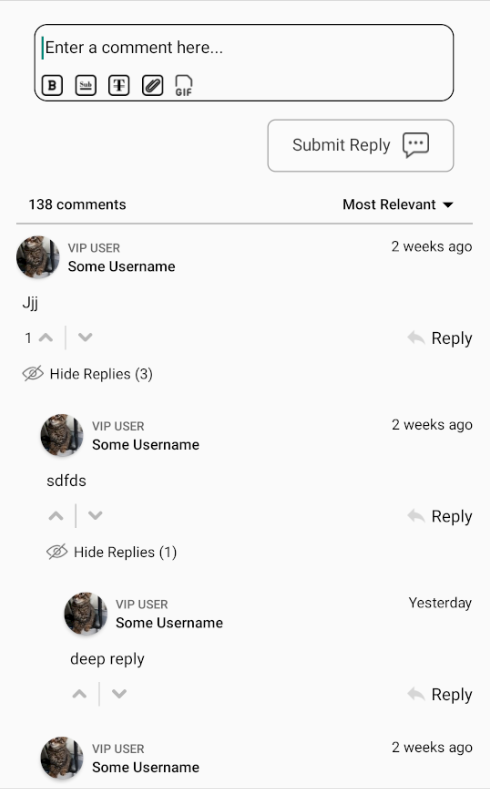 Enter a comment here...
B Sub T GIF
Submit Reply
138 comments Most Relevant
VIP USER 2 weeks ago
Some Username
Jjj
1 Reply
Hide Replies (3)
VIP USER 2 weeks ago
Some Username
sdfds
Reply
Hide Replies (1)
VIP USER Yesterday
Some Username
deep reply
Reply
VIP USER 2 weeks ago
Some Username